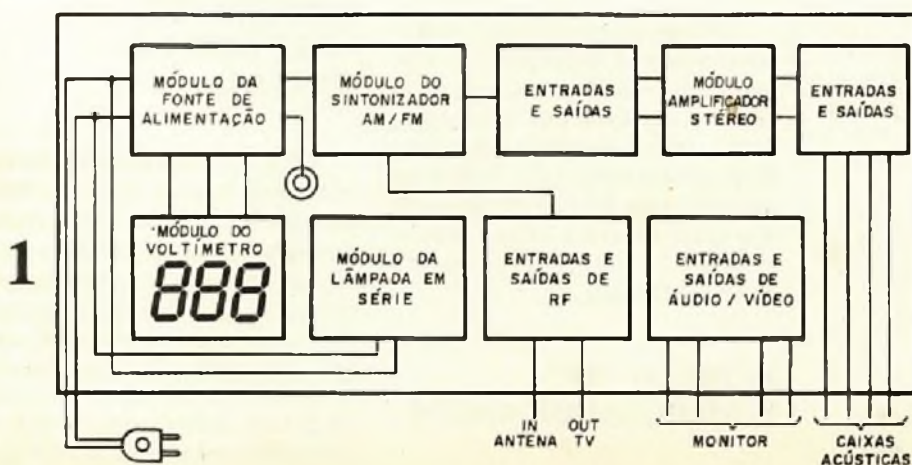 MÓDULO DA
FONTE DE
ALIMENTAÇÃO
MÓDULO DO
SINTONIZADOR
AM/FM
ENTRADAS
E SAÍDAS
MÓDULO
AMPLIFICADOR
STÉREO
ENTRADAS
E SAÍDAS
1
MÓDULO DO
VOLTÍMETRO
888
MÓDULO DA
LÂMPADA EM
SÉRIE
ENTRADAS E
SAÍDAS DE
RF
ENTRADAS E
SAÍDAS DE
ÁUDIO / VÍDEO
IN OUT
ANTENA TV
MONITOR
CAIXAS
ACÚSTICAS